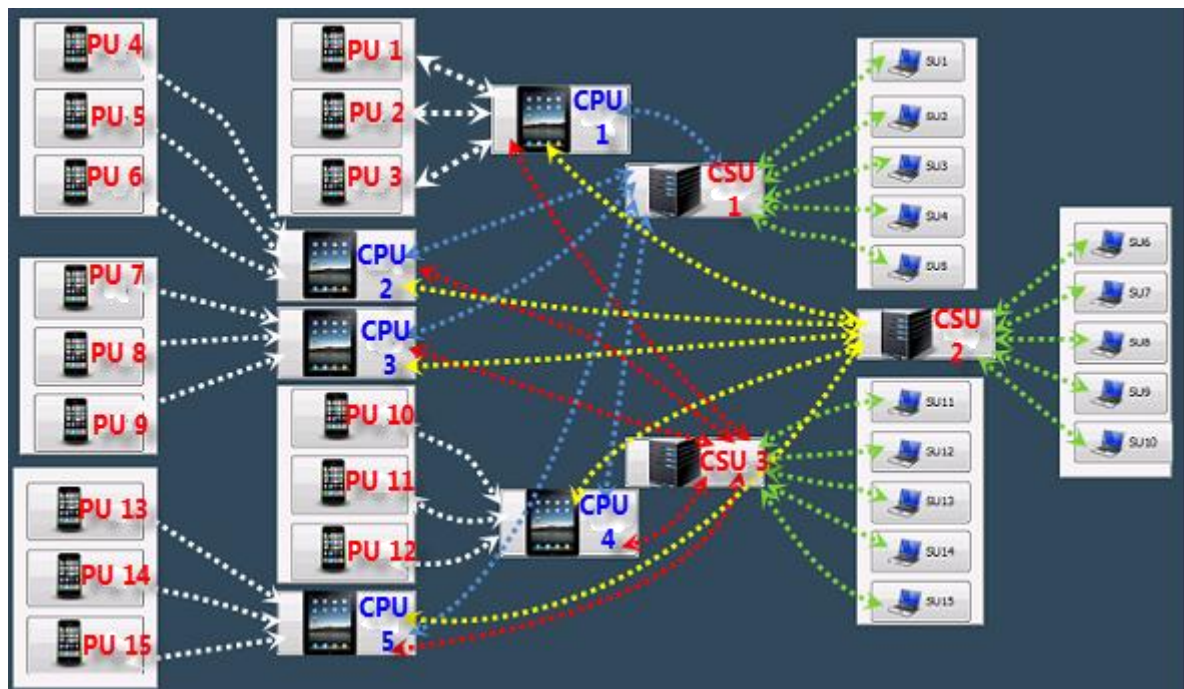 PU 4
PU 5
PU 6
PU 1
PU 2
PU 3
CPU
1
CSU
1
SU1
SU2
SU3
SU4
SU5
CPU
2
PU 7
PU 8
PU 9
CPU
3
CSU
2
SU6
SU7
SU8
SU9
SU10
PU 10
PU 11
PU 12
CSU 3
CPU
4
SU11
SU12
SU13
SU14
SU15
PU 13
PU 14
PU 15
CPU
5